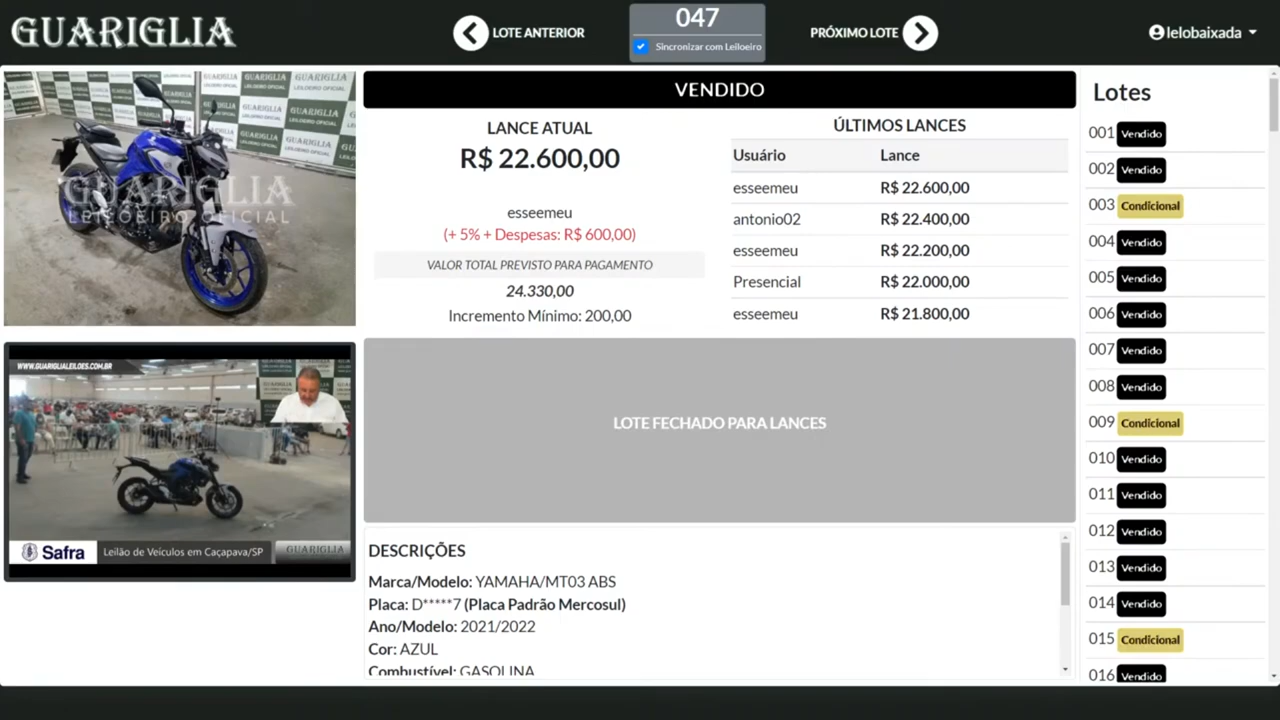 GUARIGLIA
LOTE ANTERIOR
047
Sincronizar com Leiloeiro
PRÓXIMO LOTE
lelobaixada
GUARIGLIA
LEILOEIRO OFICIAL
VENDIDO
LANCE ATUAL
R$ 22.600,00
esseemeu
(+ 5% + Despesas: R$ 600,00)
VALOR TOTAL PREVISTO PARA PAGAMENTO
24.330,00
Incremento Mínimo: 200,00
ÚLTIMOS LANCES
Usuário Lance
esseemeu R$ 22.600,00
antonio02 R$ 22.400,00
esseemeu R$ 22.200,00
Presencial R$ 22.000,00
esseemeu R$ 21.800,00
Lotes
001 Vendido
002 Vendido
003 Condicional
004 Vendido
005 Vendido
006 Vendido
007 Vendido
008 Vendido
009 Condicional
010 Vendido
011 Vendido
012 Vendido
013 Vendido
014 Vendido
015 Condicional
016 Vendido
WWW.GUARIGLIALEILOES.COM.BR
Safra
Leilão de Veículos em Caçapava/SP
GUARIGLIA
LOTE FECHADO PARA LANCES
DESCRIÇÕES
Marca/Modelo: YAMAHA/MT03 ABS
Placa: D*****7 (Placa Padrão Mercosul)
Ano/Modelo: 2021/2022
Cor: AZUL
Combustível: GASOLINA